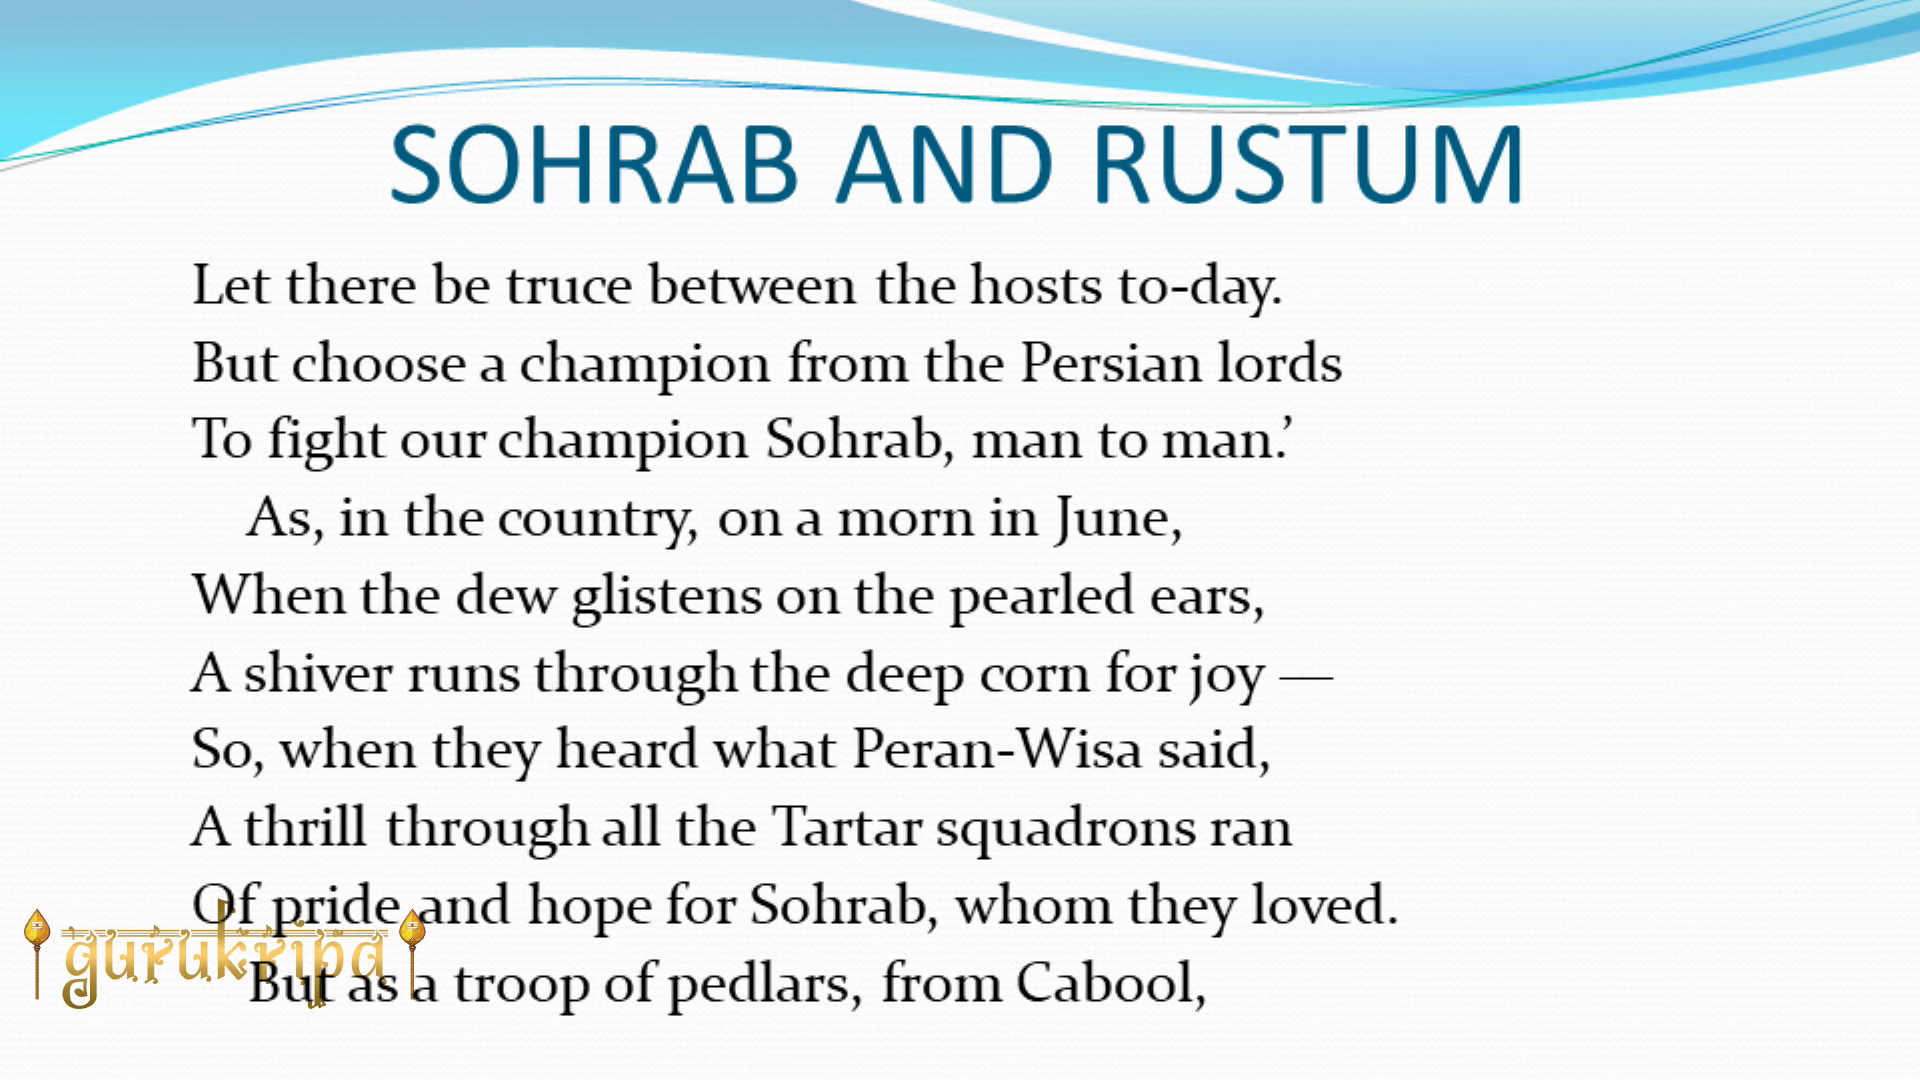 SOHRAB AND RUSTUM
Let there be truce between the hosts to-day.
But choose a champion from the Persian lords
To fight our champion Sohrab, man to man.’
As, in the country, on a morn in June,
When the dew glistens on the pearled ears,
A shiver runs through the deep corn for joy —
So, when they heard what Peran-Wisa said,
A thrill through all the Tartar squadrons ran
Of pride and hope for Sohrab, whom they loved.
gurukripa
But as a troop of pedlars, from Cabool,